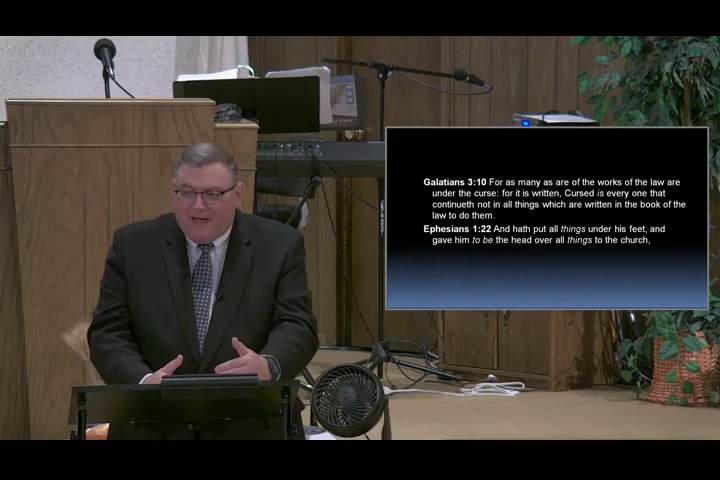 Galatians 3:10 For as many as are of the works of the law are
under the curse: for it is written, Cursed is every one that
continueth not in all things which are written in the book of the
law to do them.
Ephesians 1:22 And hath put all things under his feet, and
gave him to be the head over all things to the church,